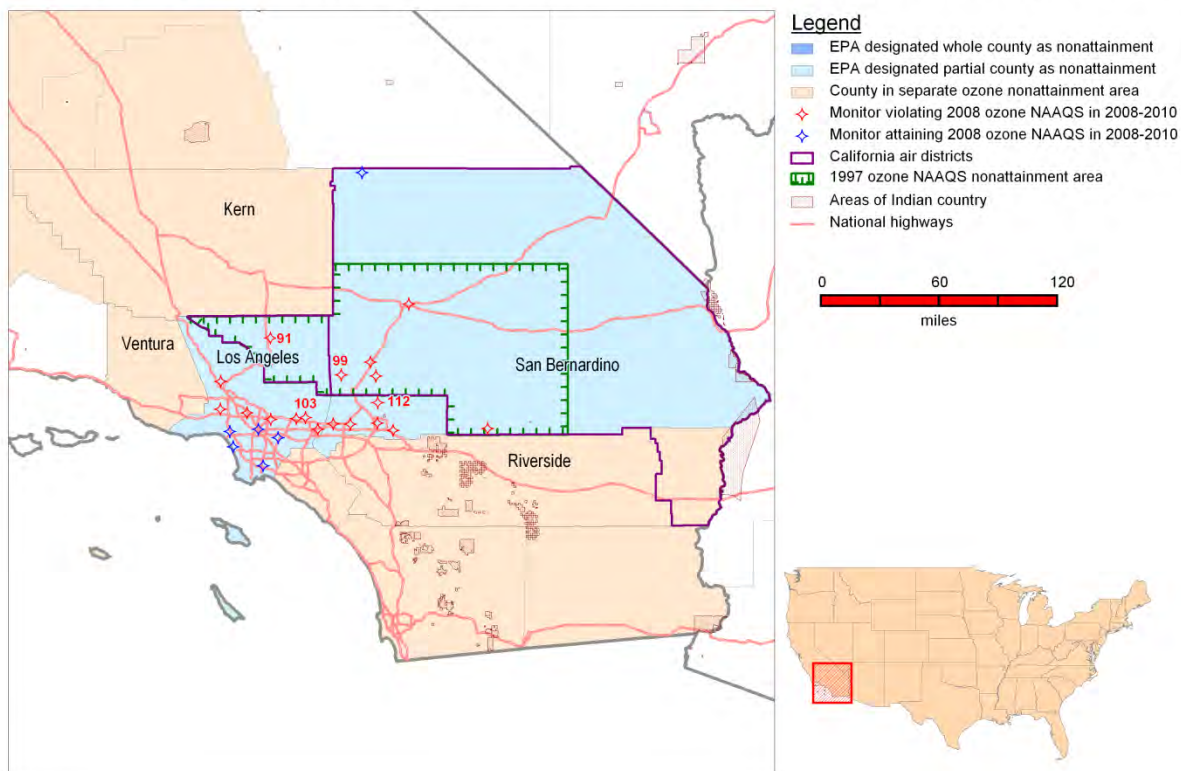 Legend
EPA designated whole county as nonattainment
EPA designated partial county as nonattainment
County in separate ozone nonattainment area
Monitor violating 2008 ozone NAAQS in 2008-2010
Monitor attaining 2008 ozone NAAQS in 2008-2010
California air districts
1997 ozone NAAQS nonattainment area
Areas of Indian country
National highways
0 60 120
miles
Kern
Ventura
91
Los Angeles
99
San Bernardino
103
112
Riverside